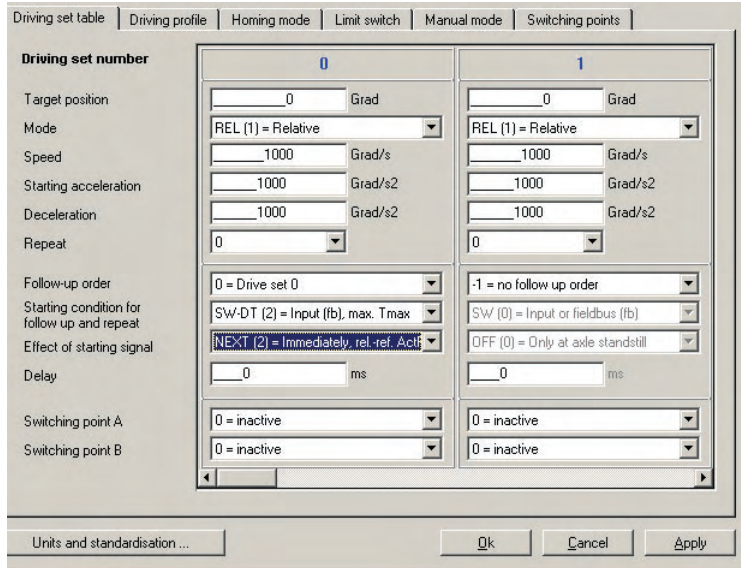 Driving set table Driving profile Homing mode Limit switch Manual mode Switching points
Driving set number 0 1
Target position 0 Grad 0 Grad
Mode REL (1) = Relative REL (1) = Relative
Speed 1000 Grad/s 1000 Grad/s
Starting acceleration 1000 Grad/s2 1000 Grad/s2
Deceleration 1000 Grad/s2 1000 Grad/s2
Repeat 0 0
Follow-up order 0 = Drive set 0 -1 = no follow up order
Starting condition for
follow up and repeat SW-DT (2) = Input (fb), max. Tmax SW (0) = Input or fieldbus (fb)
Effect of starting signal NEXT (2) = Immediately, rel.-ref. Act OFF (0) = Only at axle standstill
Delay 0 ms 0 ms
Switching point A 0 = inactive 0 = inactive
Switching point B 0 = inactive 0 = inactive
Units and standardisation ... Ok Cancel Apply